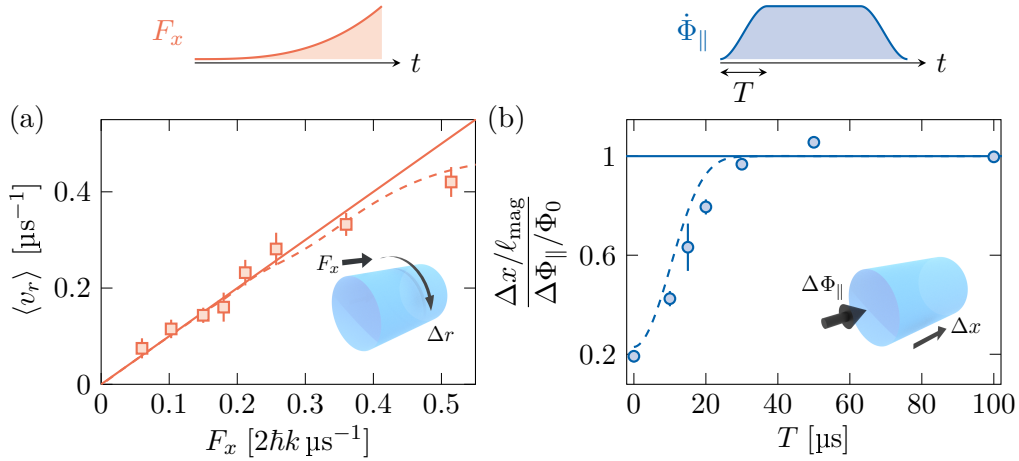 F_x
t
Φ̇_∥
t
T
(a)
⟨v_r⟩ [µs⁻¹]
0.4
0.2
0
0
0.1
0.2
0.3
0.4
0.5
F_x [2ħk µs⁻¹]
F_x
Δr
(b)
Δx/ℓ_mag
ΔΦ_∥/Φ_0
1
0.6
0.2
0
20
40
60
80
100
T [µs]
ΔΦ_∥
Δx